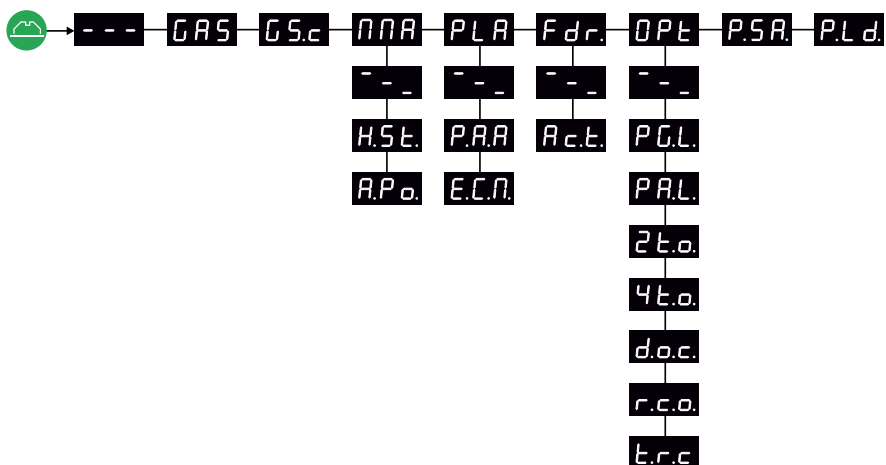 --- GAS GS.c MMA PLA Fdr. OPt P.SA. P.Ld.
- - _ - - _ - - _ - - _
H.St. P.A.A Ac.t. PG.L.
A.Po. E.C.M. PA.L.
2t.o.
4t.o.
d.o.c.
r.c.o.
t.r.c